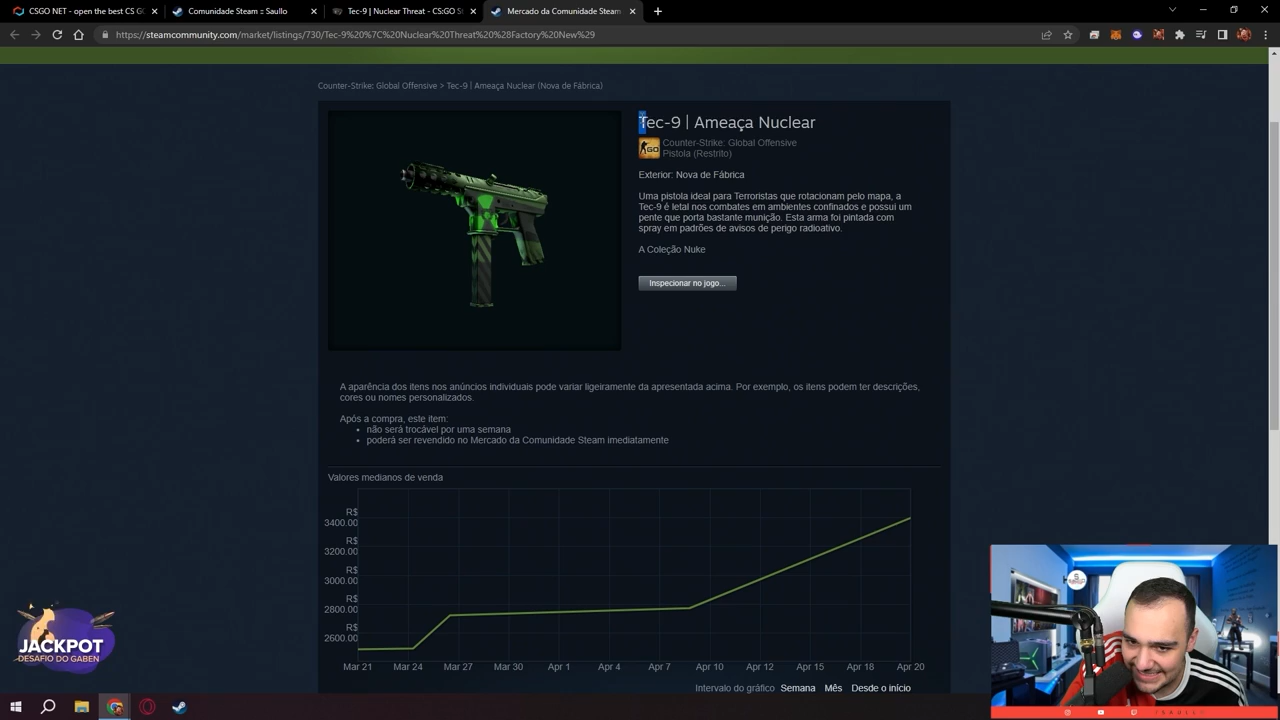 CSGO NET - open the best CS GO
Comunidade Steam :: Saullo
Tec-9 | Nuclear Threat - CS:GO S
Mercado da Comunidade Steam
https://steamcommunity.com/market/listings/730/Tec-9%20%7C%20Nuclear%20Threat%20%28Factory%20New%29
Counter-Strike: Global Offensive > Tec-9 | Ameaça Nuclear (Nova de Fábrica)
Tec-9 | Ameaça Nuclear
Counter-Strike: Global Offensive
Pistola (Restrito)
Exterior: Nova de Fábrica
Uma pistola ideal para Terroristas que rotacionam pelo mapa, a
Tec-9 é letal nos combates em ambientes confinados e possui um
pente que porta bastante munição. Esta arma foi pintada com
spray em padrões de avisos de perigo radioativo.
A Coleção Nuke
Inspecionar no jogo...
A aparência dos itens nos anúncios individuais pode variar ligeiramente da apresentada acima. Por exemplo, os itens podem ter descrições,
cores ou nomes personalizados.
Após a compra, este item:
não será trocável por uma semana
poderá ser revendido no Mercado da Comunidade Steam imediatamente
Valores medianos de venda
R$
3400.00
R$
3200.00
R$
3000.00
R$
2800.00
R$
2600.00
Mar 21 Mar 24 Mar 27 Mar 30 Apr 1 Apr 4 Apr 7 Apr 10 Apr 12 Apr 15 Apr 18 Apr 20
Intervalo do gráfico Semana Mês Desde o início
JACKPOT
DESAFIO DO GABEN